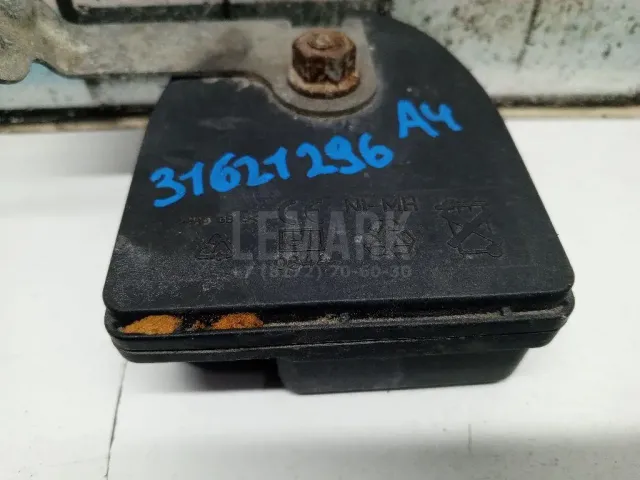 31621296 A4
Ni-MH
LEMARK
+7 (8172) 70-60-30